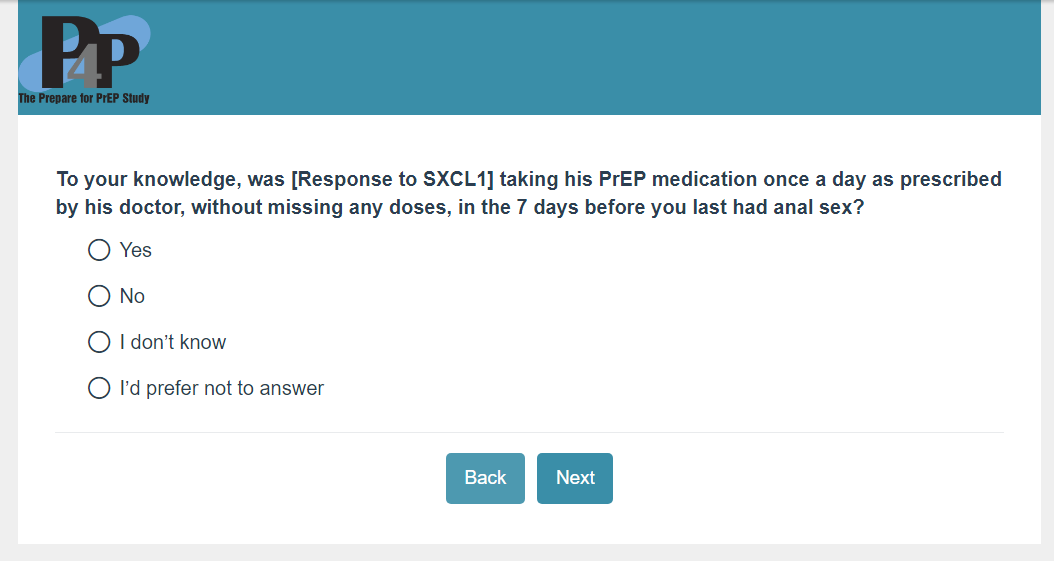 P4P
The Prepare for PrEP Study
To your knowledge, was [Response to SXCL1] taking his PrEP medication once a day as prescribed
by his doctor, without missing any doses, in the 7 days before you last had anal sex?
Yes
No
I don’t know
I’d prefer not to answer
Back Next